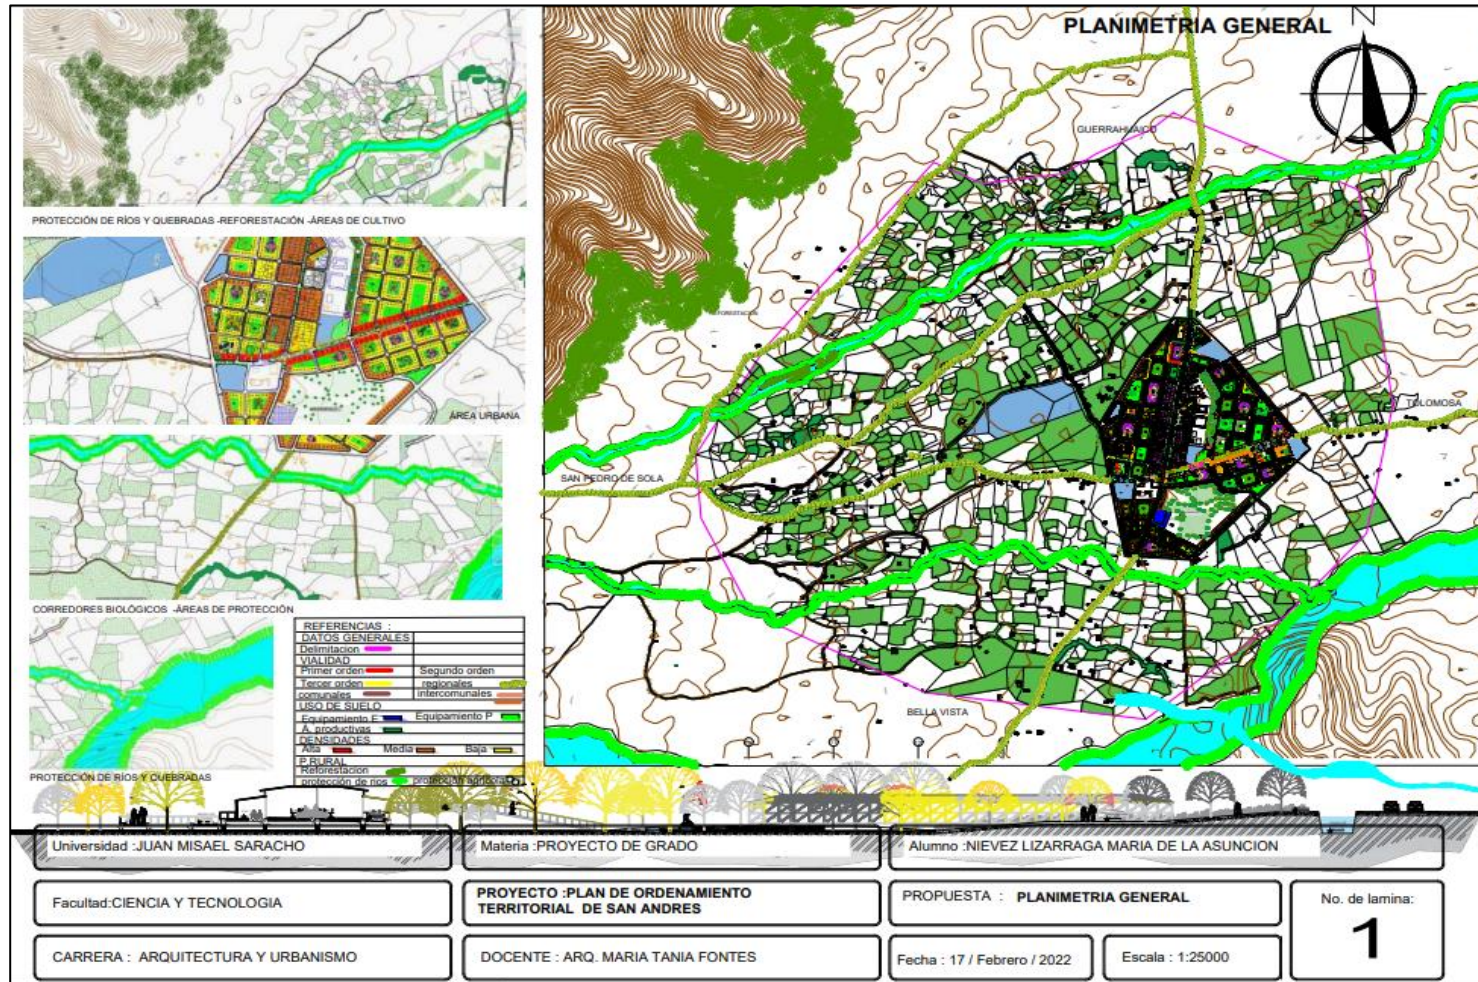 PLANIMETRIA GENERAL
N
GUERRAHUAICO
REFORESTACION
TOLOMOSA
SAN PEDRO DE SOLA
BELLA VISTA
PROTECCIÓN DE RÍOS Y QUEBRADAS -REFORESTACIÓN -ÁREAS DE CULTIVO
ÁREA URBANA
CORREDORES BIOLÓGICOS -ÁREAS DE PROTECCIÓN
PROTECCIÓN DE RÍOS Y QUEBRADAS
REFERENCIAS :
DATOS GENERALES
Delimitacion
VIALIDAD
Primer orden Segundo orden
Tercer orden regionales
comunales intercomunales
USO DE SUELO
Equipamiento E Equipamiento P
A. productivas
DENSIDADES
Alta Media Baja
P.RURAL
Reforestacion
protección de rios protección agricola
Universidad :JUAN MISAEL SARACHO
Materia :PROYECTO DE GRADO
Alumno :NIEVEZ LIZARRAGA MARIA DE LA ASUNCION
Facultad:CIENCIA Y TECNOLOGIA
PROYECTO :PLAN DE ORDENAMIENTO
TERRITORIAL DE SAN ANDRES
PROPUESTA : PLANIMETRIA GENERAL
No. de lamina:
1
CARRERA : ARQUITECTURA Y URBANISMO
DOCENTE : ARQ. MARIA TANIA FONTES
Fecha : 17 / Febrero / 2022
Escala : 1:25000